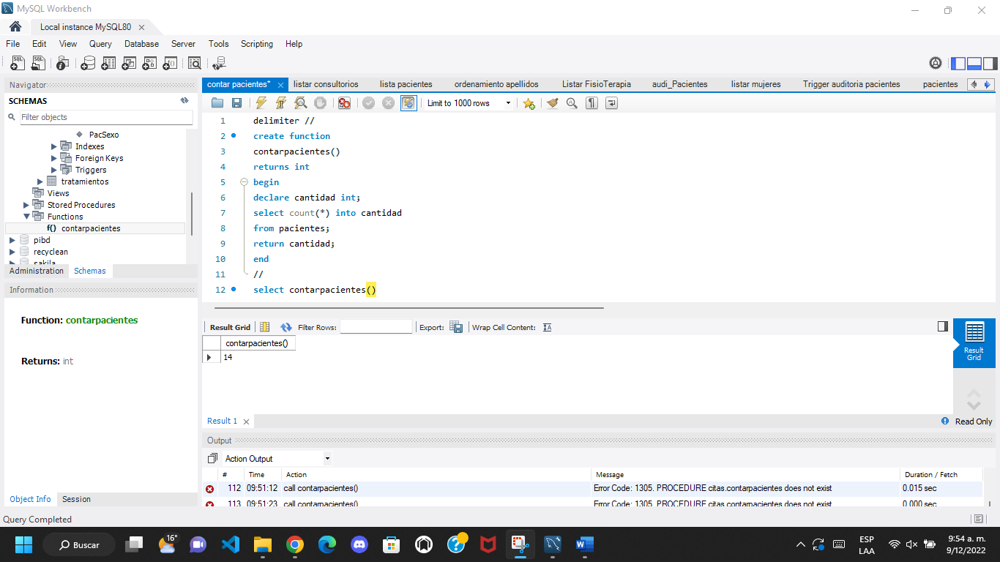 MySQL Workbench
Local instance MySQL80
File Edit View Query Database Server Tools Scripting Help
Navigator
SCHEMAS
Filter objects
PacSexo
Indexes
Foreign Keys
Triggers
tratamientos
Views
Stored Procedures
Functions
f() contarpacientes
pibd
recyclean
sakila
Administration Schemas
Information
Function: contarpacientes
Returns: int
Object Info Session
contar pacientes* listar consultorios lista pacientes ordenamiento apellidos Listar FisioTerapia audi_Pacientes listar mujeres Trigger auditoria pacientes pacientes
Limit to 1000 rows
1 delimiter //
2 create function
3 contarpacientes()
4 returns int
5 begin
6 declare cantidad int;
7 select count(*) into cantidad
8 from pacientes;
9 return cantidad;
10 end
11 //
12 select contarpacientes()
Result Grid Filter Rows: Export: Wrap Cell Content:
contarpacientes()
14
Result Grid
Result 1
Read Only
Output
Action Output
# Time Action Message Duration / Fetch
112 09:51:12 call contarpacientes() Error Code: 1305. PROCEDURE citas.contarpacientes does not exist 0.015 sec
113 09:51:23 call contarpacientes() Error Code: 1305. PROCEDURE citas.contarpacientes does not exist 0.000 sec
Query Completed
Buscar
16°
ESP
LAA
9:54 a. m.
9/12/2022